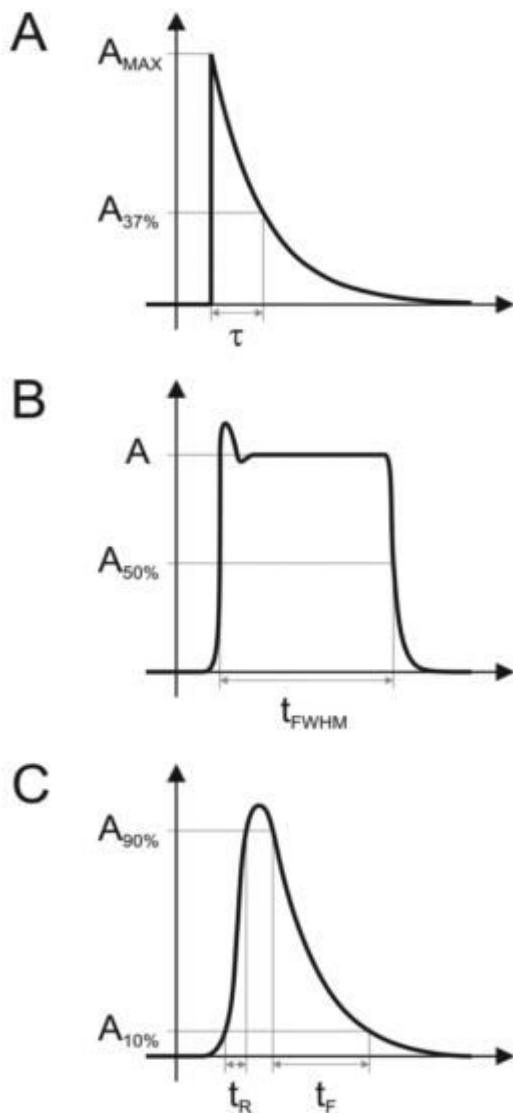 A
A_MAX
A_37%
τ
B
A
A_50%
t_FWHM
C
A_90%
A_10%
t_R t_F